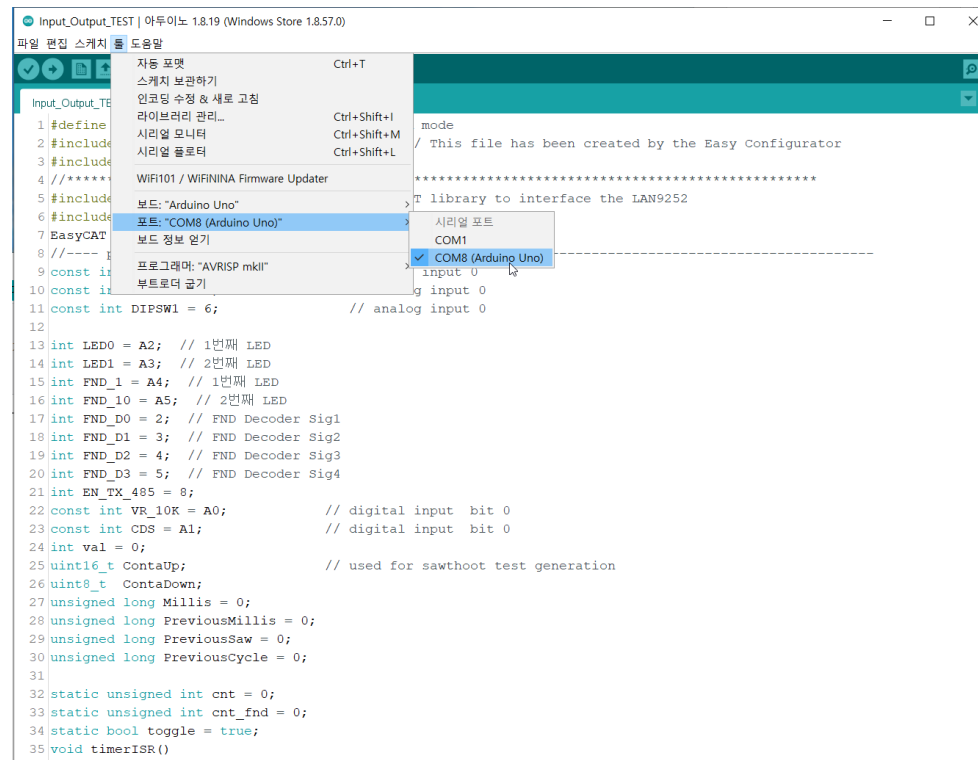 Input_Output_TEST | 아두이노 1.8.19 (Windows Store 1.8.57.0)
파일 편집 스케치 툴 도움말
자동 포맷 Ctrl+T
스케치 보관하기
인코딩 수정 & 새로 고침
라이브러리 관리... Ctrl+Shift+I
시리얼 모니터 Ctrl+Shift+M
시리얼 플로터 Ctrl+Shift+L
WiFi101 / WiFiNINA Firmware Updater
보드: "Arduino Uno"
포트: "COM8 (Arduino Uno)"
보드 정보 얻기
프로그래머: "AVRISP mkII"
부트로더 굽기
시리얼 포트
COM1
COM8 (Arduino Uno)
Input_Output_TE
1 #define mode
2 #include / This file has been created by the Easy Configurator
3 #include
4 //***** *************************************************
5 #include T library to interface the LAN9252
6 #include
7 EasyCAT
8 //---- ------------------------------------
9 const in input 0
10 const i g input 0
11 const int DIPSW1 = 6; // analog input 0
12
13 int LED0 = A2; // 1번째 LED
14 int LED1 = A3; // 2번째 LED
15 int FND_1 = A4; // 1번째 LED
16 int FND_10 = A5; // 2번째 LED
17 int FND_D0 = 2; // FND Decoder Sig1
18 int FND_D1 = 3; // FND Decoder Sig2
19 int FND_D2 = 4; // FND Decoder Sig3
20 int FND_D3 = 5; // FND Decoder Sig4
21 int EN_TX_485 = 8;
22 const int VR_10K = A0; // digital input bit 0
23 const int CDS = A1; // digital input bit 0
24 int val = 0;
25 uint16_t ContaUp; // used for sawthoot test generation
26 uint8_t ContaDown;
27 unsigned long Millis = 0;
28 unsigned long PreviousMillis = 0;
29 unsigned long PreviousSaw = 0;
30 unsigned long PreviousCycle = 0;
31
32 static unsigned int cnt = 0;
33 static unsigned int cnt_fnd = 0;
34 static bool toggle = true;
35 void timerISR()